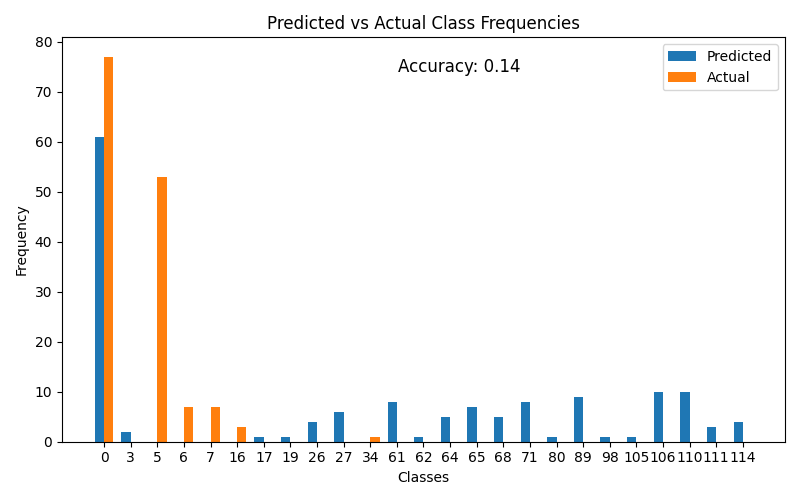 Predicted vs Actual Class Frequencies
Accuracy: 0.14
Predicted
Actual
80
70
60
50
40
30
20
10
0
Frequency
0 3 5 6 7 16 17 19 26 27 34 61 62 64 65 68 71 80 89 98 105 106 110 111 114
Classes